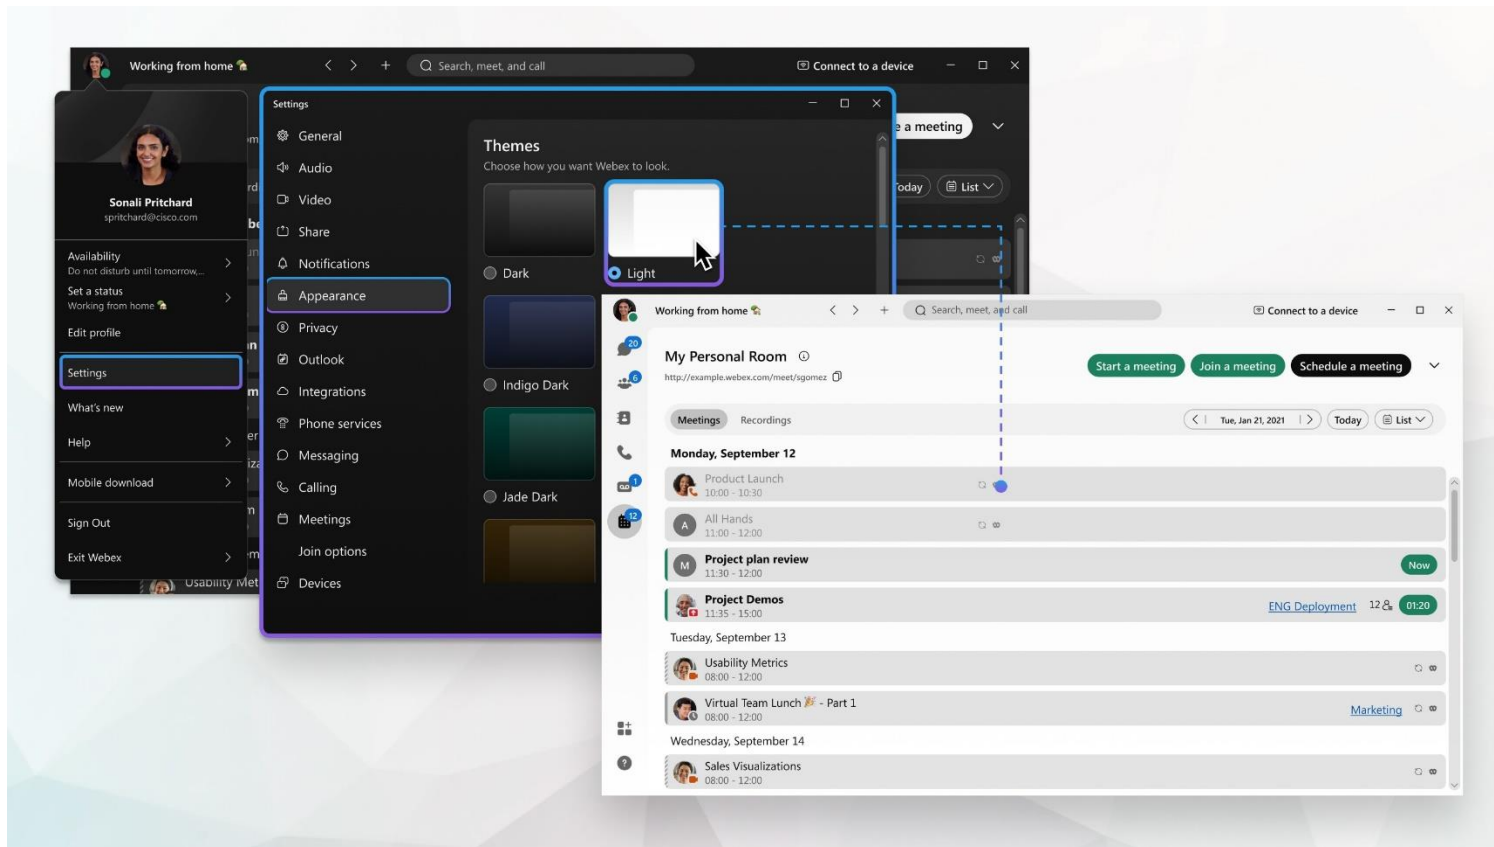 Working from home
Search, meet, and call
Connect to a device
e a meeting
oday
List
Sonali Pritchard
spritchard@cisco.com
Availability
Do not disturb until tomorrow,...
Set a status
Working from home
Edit profile
Settings
What's new
Help
Mobile download
Sign Out
Exit Webex
Usability Met
Settings
General
Audio
Video
Share
Notifications
Appearance
Privacy
Outlook
Integrations
Phone services
Messaging
Calling
Meetings
Join options
Devices
Themes
Choose how you want Webex to look.
Dark
Light
Indigo Dark
Jade Dark
Working from home
Search, meet, and call
Connect to a device
20
6
1
12
My Personal Room
http://example.webex.com/meet/sgomez
Start a meeting
Join a meeting
Schedule a meeting
Meetings
Recordings
Tue, Jan 21, 2021
Today
List
Monday, September 12
Product Launch
10:00 - 10:30
A
All Hands
11:00 - 12:00
M
Project plan review
11:30 - 12:00
Now
Project Demos
11:35 - 15:00
ENG Deployment
12
01:20
Tuesday, September 13
Usability Metrics
08:00 - 12:00
Virtual Team Lunch 🎉 - Part 1
08:00 - 12:00
Marketing
Wednesday, September 14
Sales Visualizations
08:00 - 12:00